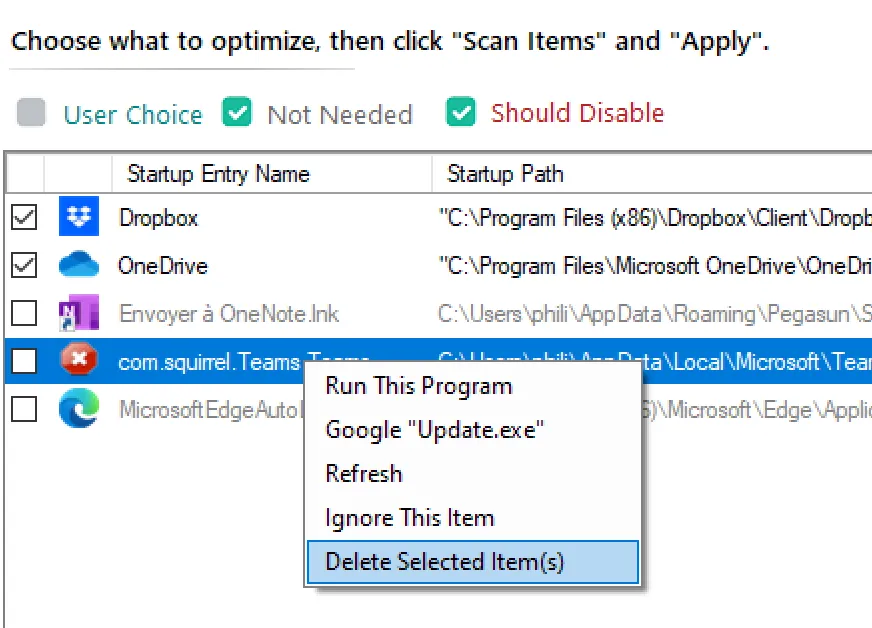 Choose what to optimize, then click "Scan Items" and "Apply".
User Choice Not Needed Should Disable
Startup Entry Name Startup Path
Dropbox "C:\Program Files (x86)\Dropbox\Client\Dropb
OneDrive "C:\Program Files\Microsoft OneDrive\OneDri
Envoyer à OneNote.lnk C:\Users\phili\AppData\Roaming\Pegasun\S
com.squirrel.Teams.Teams C:\Users\phili\AppData\Local\Microsoft\Tear
Run This Program
MicrosoftEdgeAuto 6)\Microsoft\Edge\Applic
Google "Update.exe"
Refresh
Ignore This Item
Delete Selected Item(s)